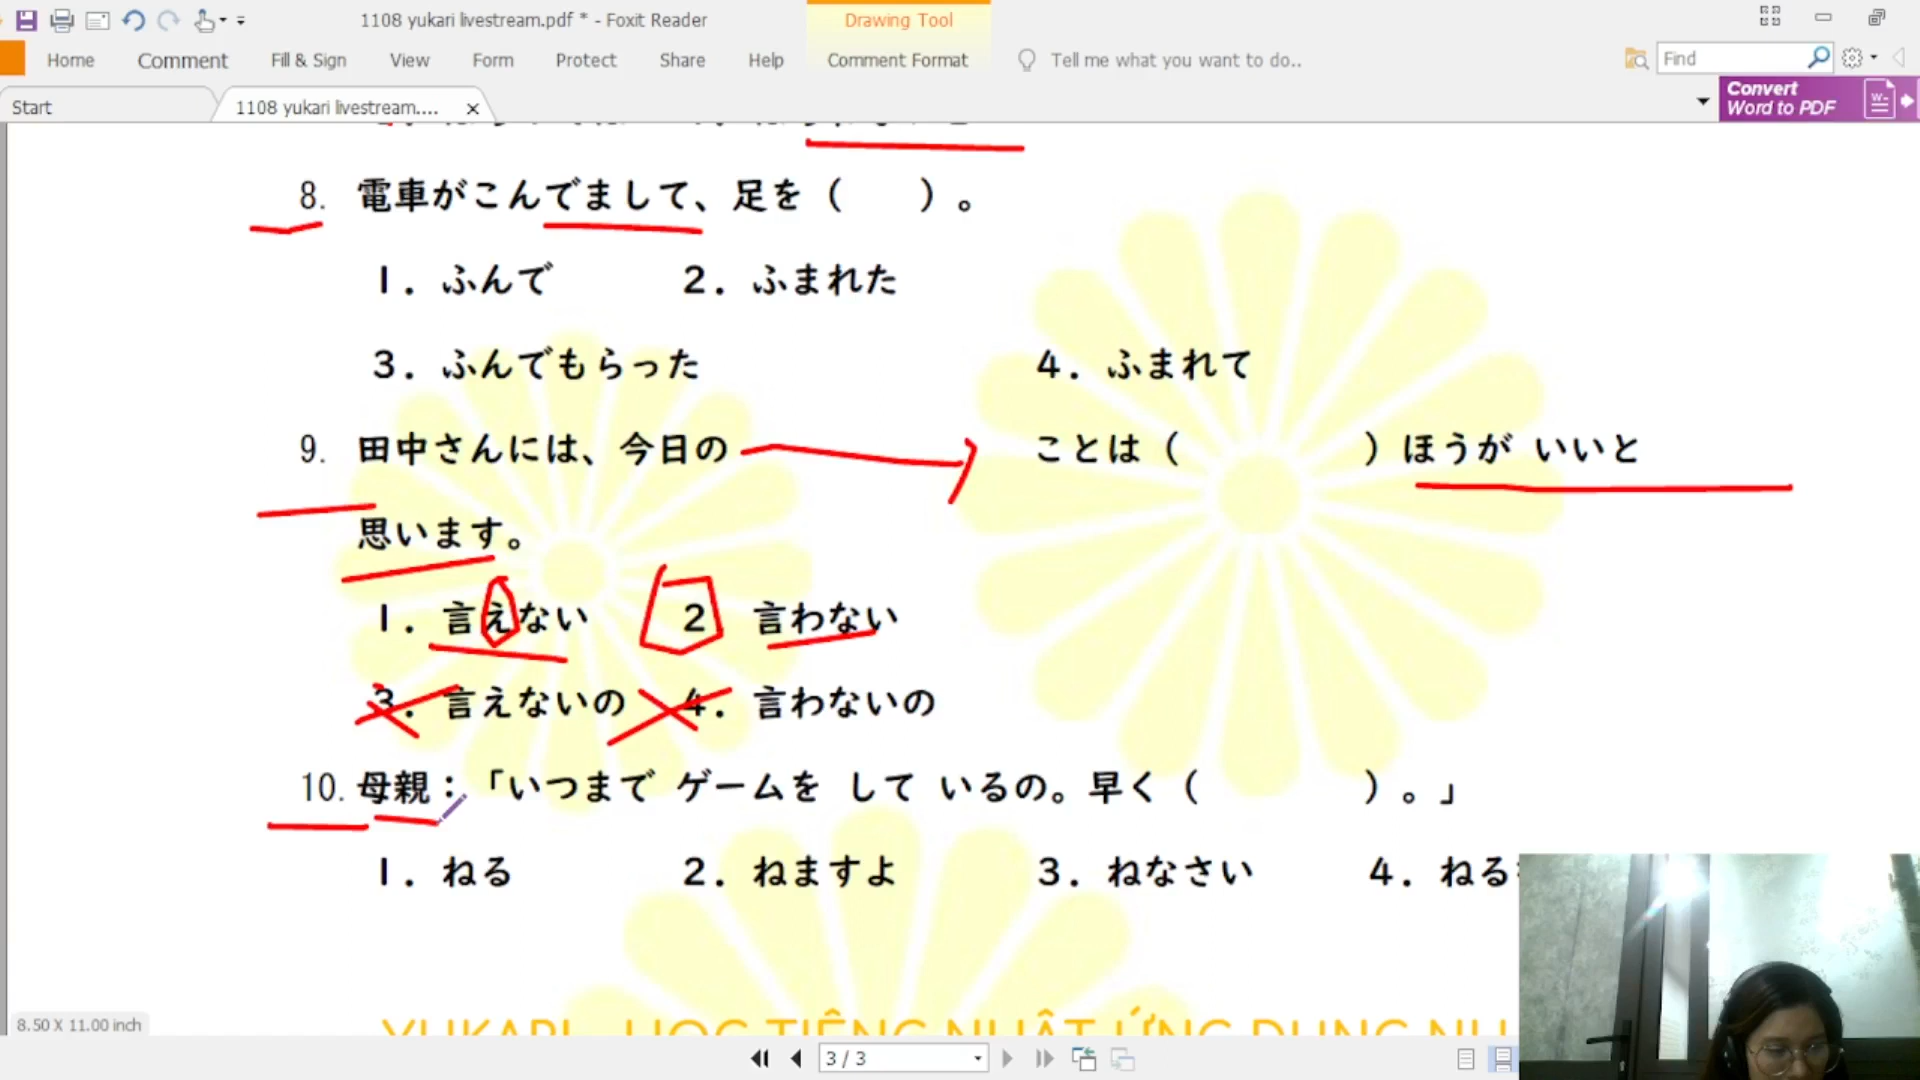 1108 yukari livestream.pdf * - Foxit Reader
Drawing Tool
Home Comment Fill & Sign View Form Protect Share Help Comment Format Tell me what you want to do.. Find
Start 1108 yukari livestream.... Convert Word to PDF
8. 電車がこんでまして、足を（ ）。
1. ふんで 2. ふまれた
3. ふんでもらった 4. ふまれて
9. 田中さんには、今日の ことは（ ）ほうが いいと
思います。
1. 言えない 2 言わない
3. 言えないの 4. 言わないの
10. 母親：「いつまで ゲームを して いるの。早く（ ）。」
1. ねる 2. ねますよ 3. ねなさい 4. ねる
YUKARI - HỌC TIẾNG NHẬT ỨNG DỤNG
8.50 X 11.00 inch
3 / 3